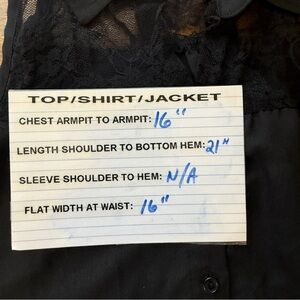 TOP/SHIRT/JACKET
CHEST ARMPIT TO ARMPIT: 16"
LENGTH SHOULDER TO BOTTOM HEM: 21"
SLEEVE SHOULDER TO HEM: N/A
FLAT WIDTH AT WAIST: 16"